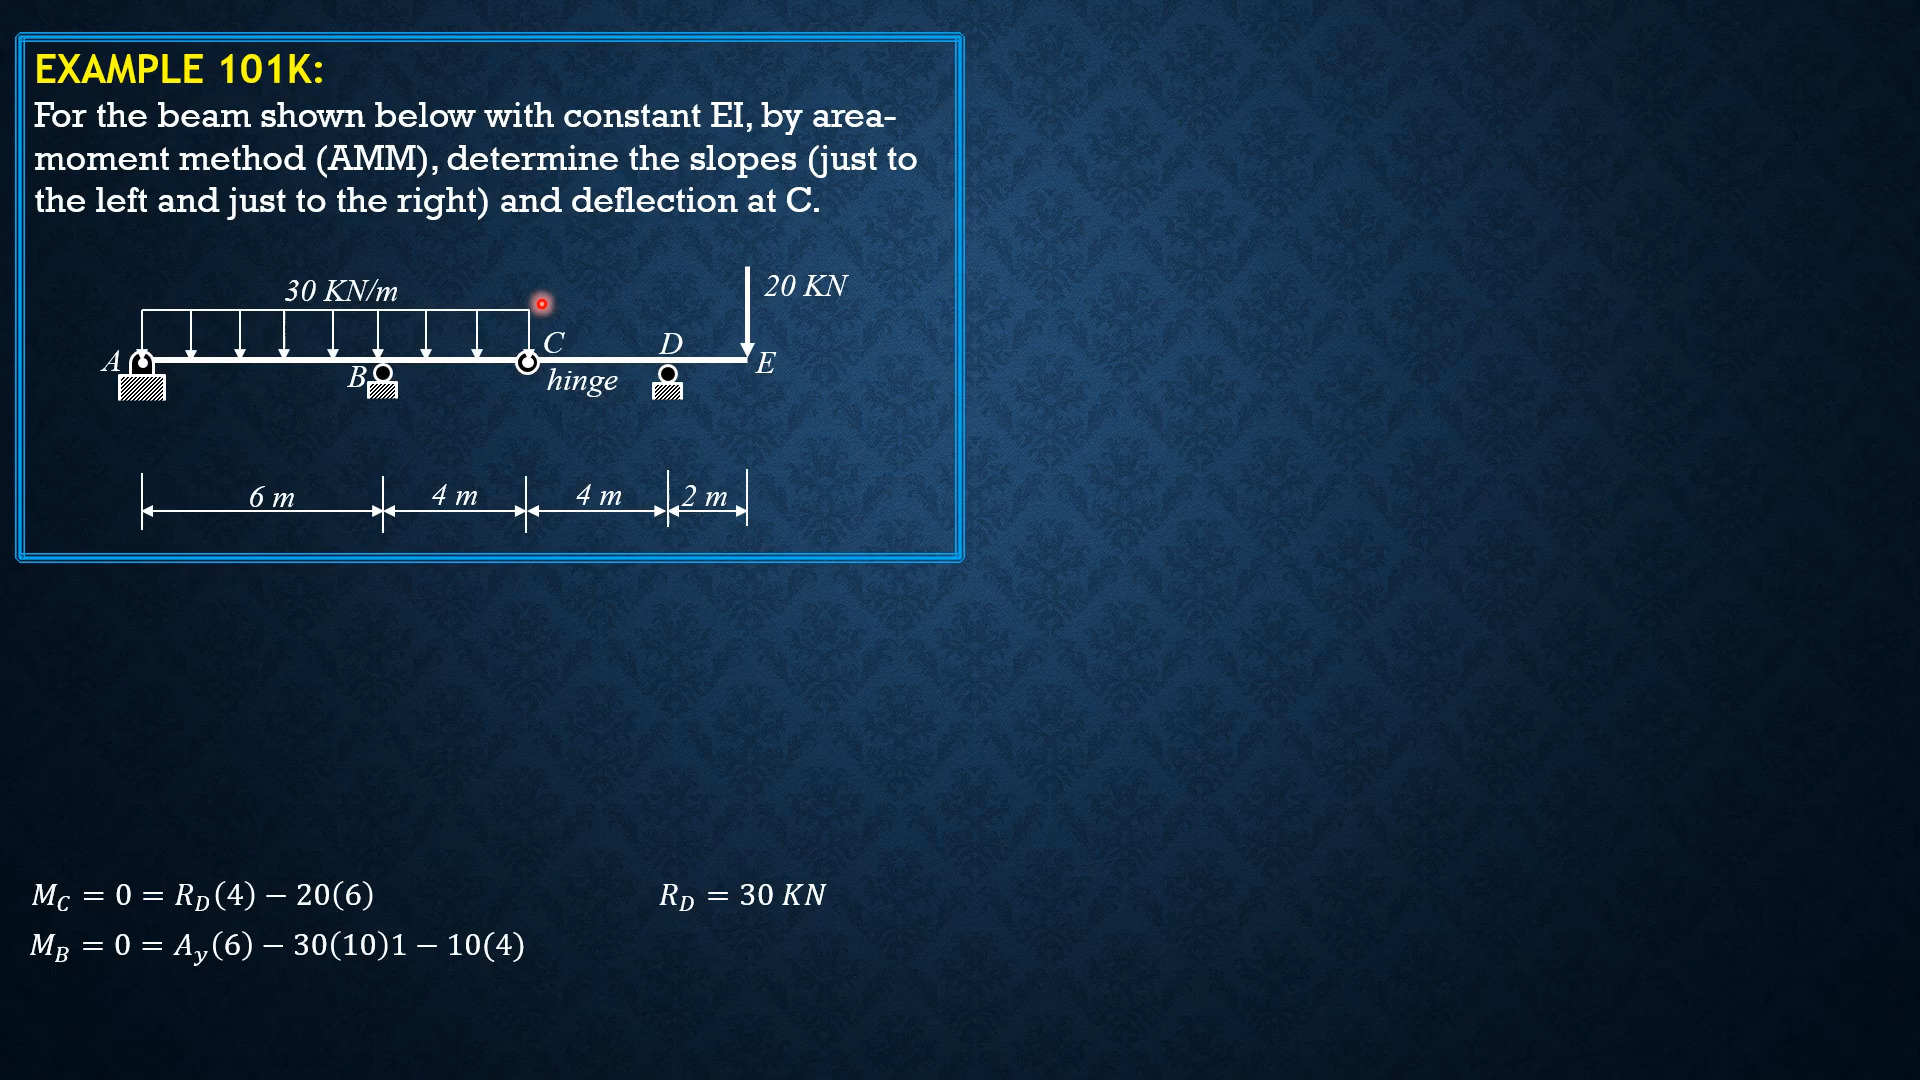 EXAMPLE 101K:
For the beam shown below with constant EI, by area-
moment method (AMM), determine the slopes (just to
the left and just to the right) and deflection at C.
30 KN/m
20 KN
A
B
C
hinge
D
E
6 m
4 m
4 m
2 m
M_C = 0 = R_D(4) − 20(6)
R_D = 30 KN
M_B = 0 = A_y(6) − 30(10)1 − 10(4)